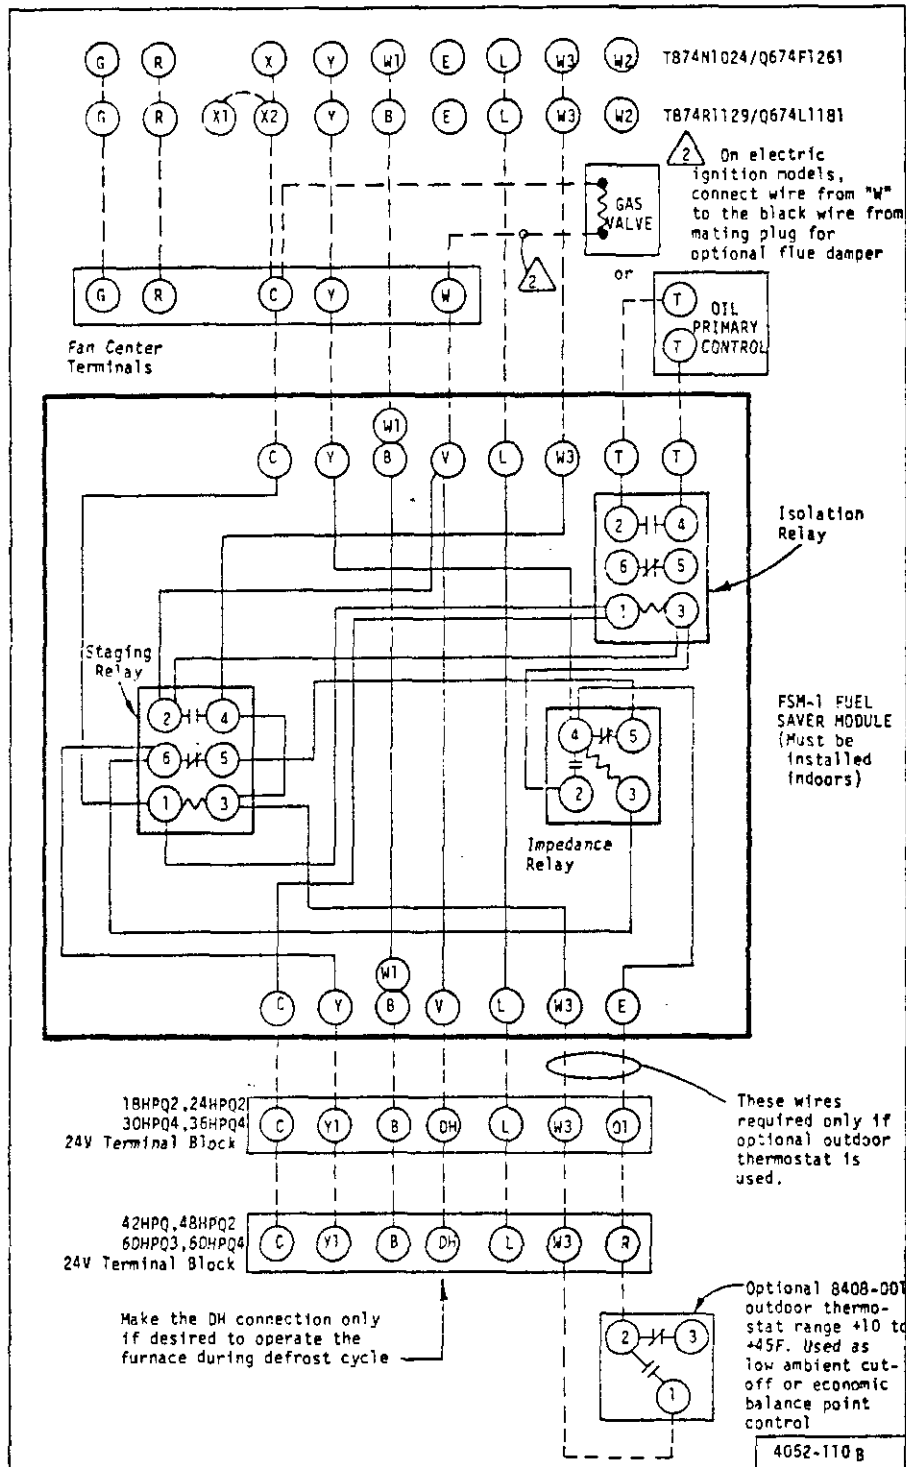 G R X Y W1 E L W3 W2 T874N1024/Q674F1261
G R X1 X2 Y B E L W3 W2 T874R1129/Q674L1181
2 On electric
ignition models,
connect wire from "W"
to the black wire from
mating plug for
optional flue damper
GAS
VALVE
2
or
T
OIL
PRIMARY
CONTROL
T
G R C Y W
Fan Center
Terminals
W1
C Y B V L W3 T T
2 4
6 5
1 3
Isolation
Relay
Staging
Relay
2 4
6 5
1 3
4 5
2 3
Impedance
Relay
FSM-1 FUEL
SAVER MODULE
(Must be
installed
indoors)
W1
C Y B V L W3 E
These wires
required only if
optional outdoor
thermostat is
used.
18HPQ2,24HPQ2
30HPQ4,36HPQ4
24V Terminal Block
C Y1 B DH L W3 O1
42HPQ,48HPQ2
60HPQ3,60HPQ4
24V Terminal Block
C Y1 B DH L W3 R
Make the DH connection only
if desired to operate the
furnace during defrost cycle
2 3
1
Optional 8408-001
outdoor thermo-
stat range +10 to
+45F. Used as
low ambient cut-
off or economic
balance point
control
4052-110 B